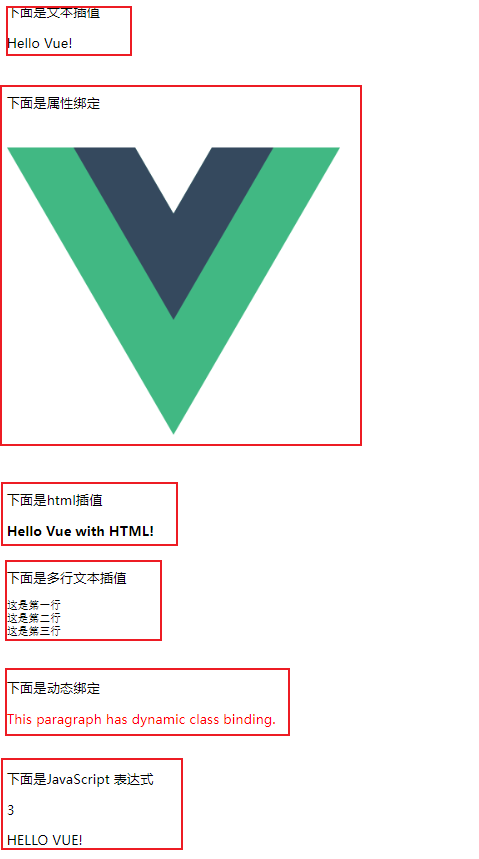 下面是文本插值
Hello Vue!
下面是属性绑定
下面是html插值
Hello Vue with HTML!
下面是多行文本插值
这是第一行
这是第二行
这是第三行
下面是动态绑定
This paragraph has dynamic class binding.
下面是JavaScript 表达式
3
HELLO VUE!